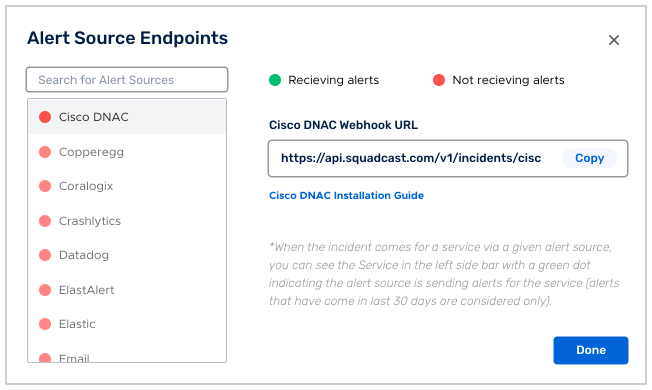 Alert Source Endpoints
Search for Alert Sources
Recieving alerts
Not recieving alerts
Cisco DNAC
Copperegg
Coralogix
Crashlytics
Datadog
ElastAlert
Elastic
Email
Cisco DNAC Webhook URL
https://api.squadcast.com/v1/incidents/cisc
Copy
Cisco DNAC Installation Guide
*When the incident comes for a service via a given alert source,
you can see the Service in the left side bar with a green dot
indicating the alert source is sending alerts for the service (alerts
that have come in last 30 days are considered only).
Done